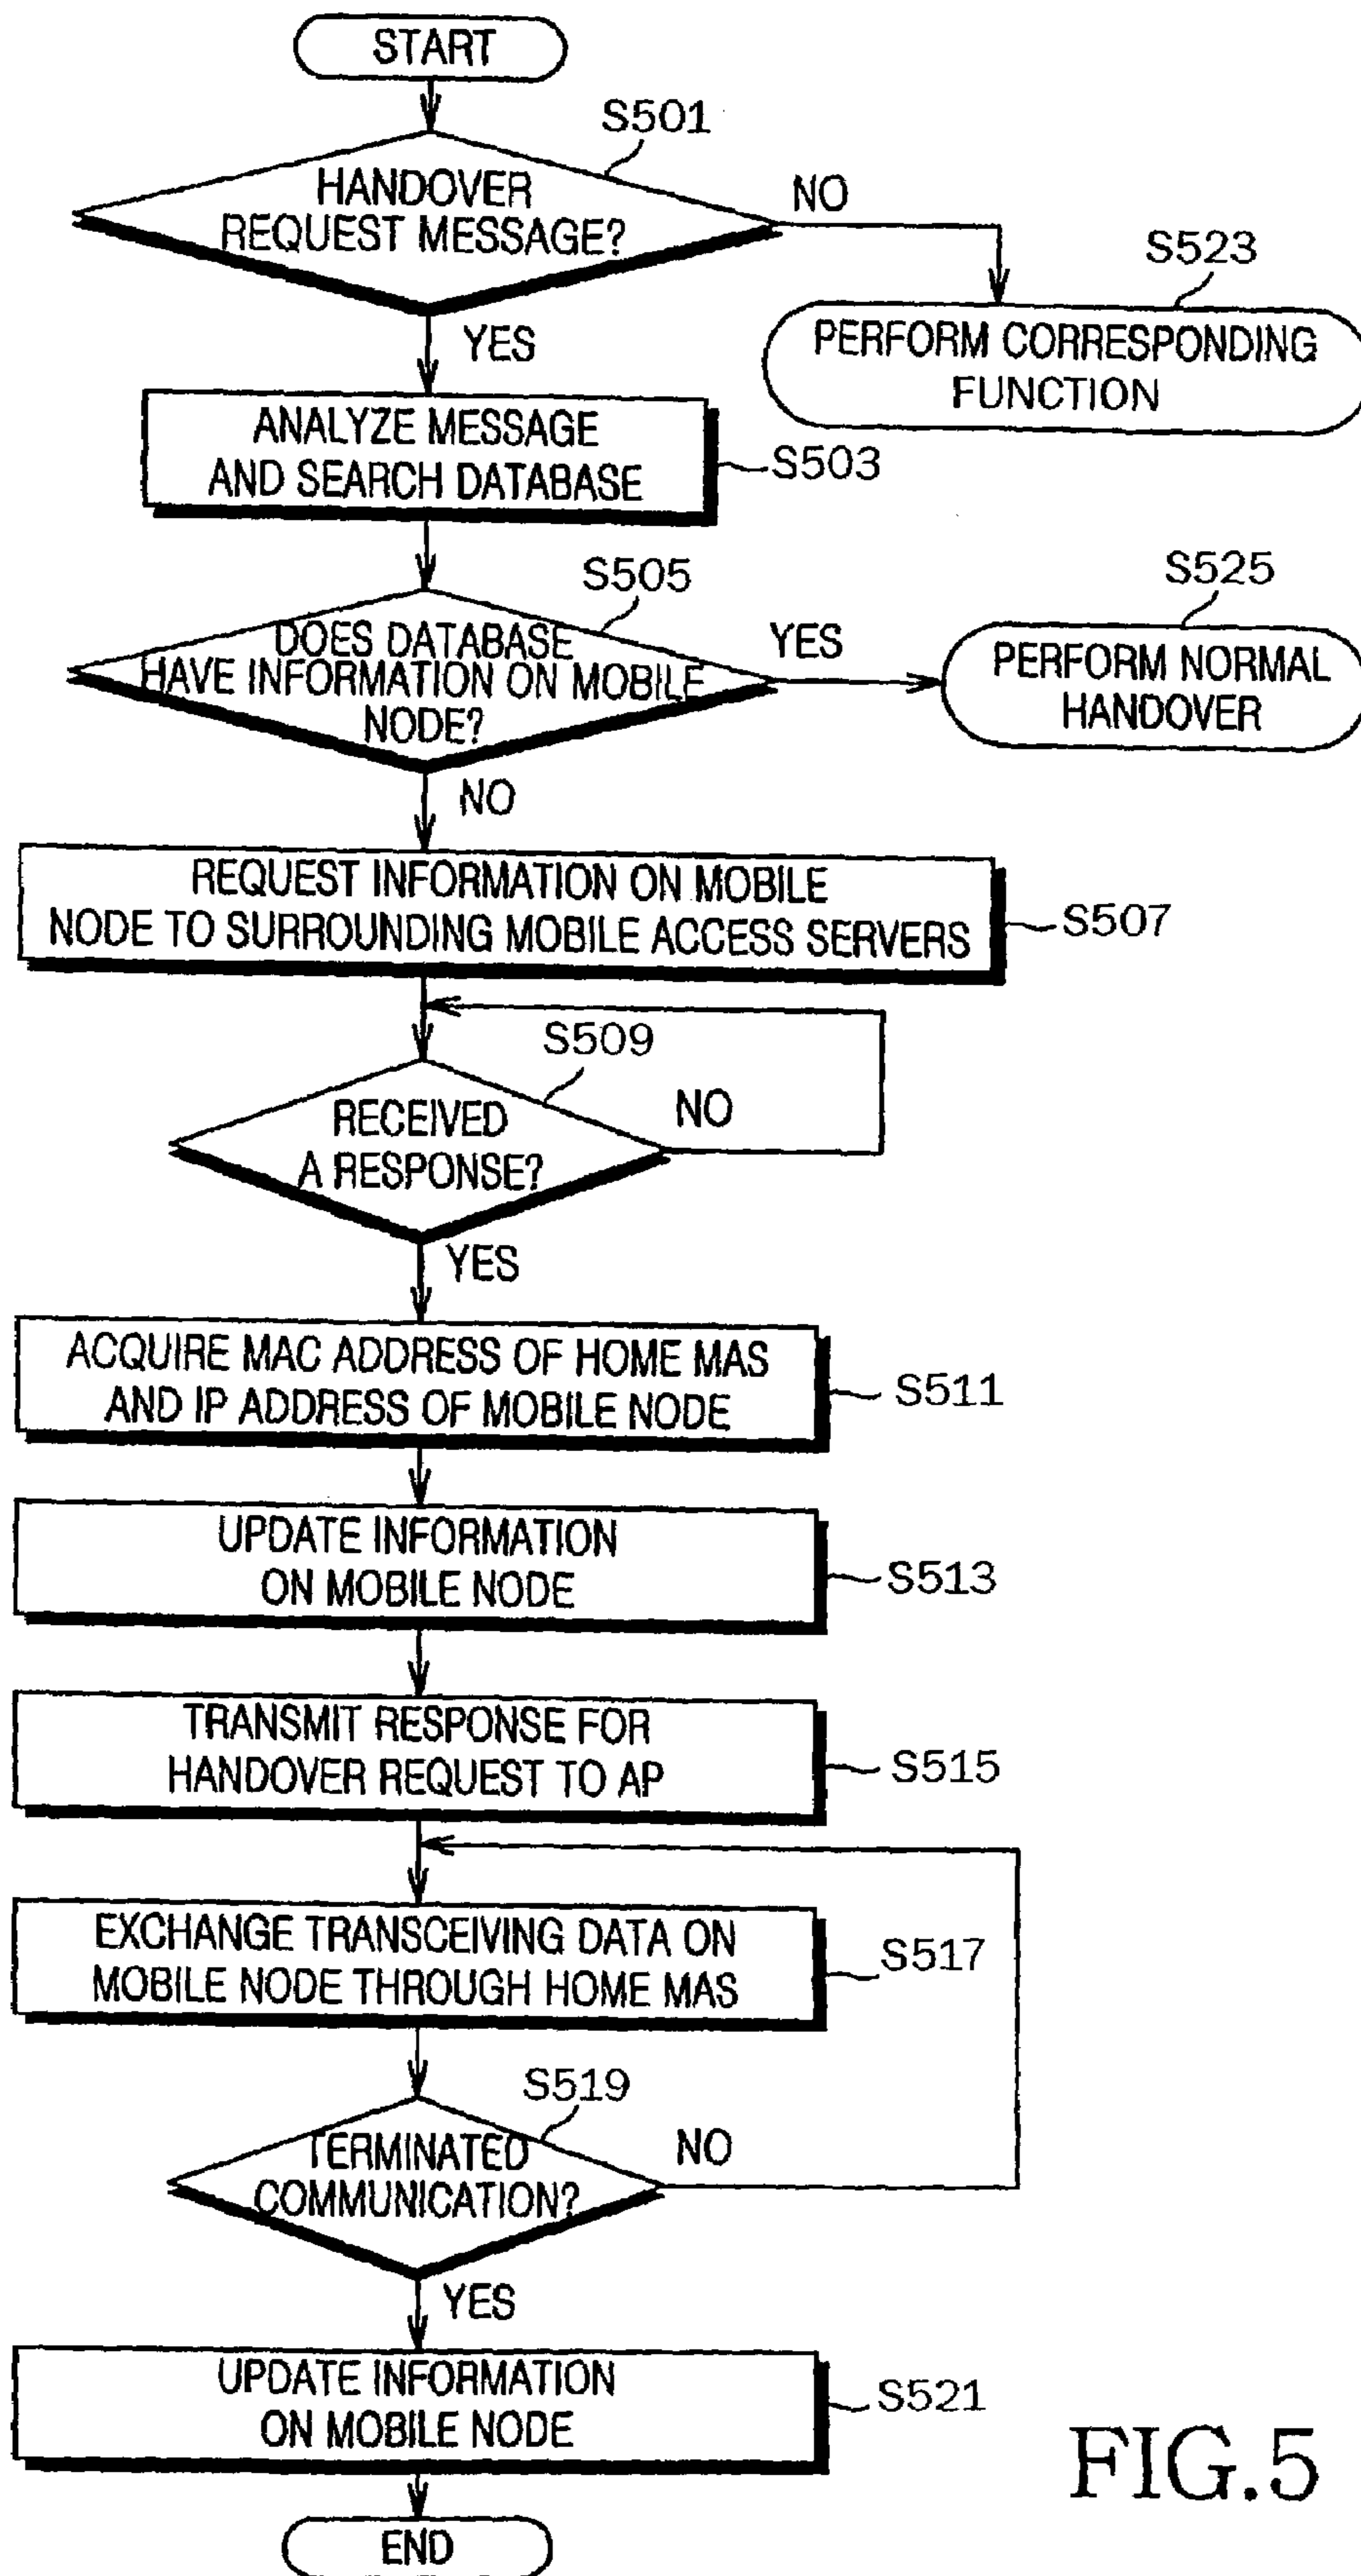 START
S501
HANDOVER
REQUEST MESSAGE?
NO
S523
PERFORM CORRESPONDING
FUNCTION
YES
ANALYZE MESSAGE
AND SEARCH DATABASE
S503
S505
DOES DATABASE
HAVE INFORMATION ON MOBILE
NODE?
YES
S525
PERFORM NORMAL
HANDOVER
NO
REQUEST INFORMATION ON MOBILE
NODE TO SURROUNDING MOBILE ACCESS SERVERS
S507
S509
RECEIVED
A RESPONSE?
NO
YES
ACQUIRE MAC ADDRESS OF HOME MAS
AND IP ADDRESS OF MOBILE NODE
S511
UPDATE INFORMATION
ON MOBILE NODE
S513
TRANSMIT RESPONSE FOR
HANDOVER REQUEST TO AP
S515
EXCHANGE TRANSCEIVING DATA ON
MOBILE NODE THROUGH HOME MAS
S517
S519
TERMINATED
COMMUNICATION?
NO
YES
UPDATE INFORMATION
ON MOBILE NODE
S521
END
FIG.5